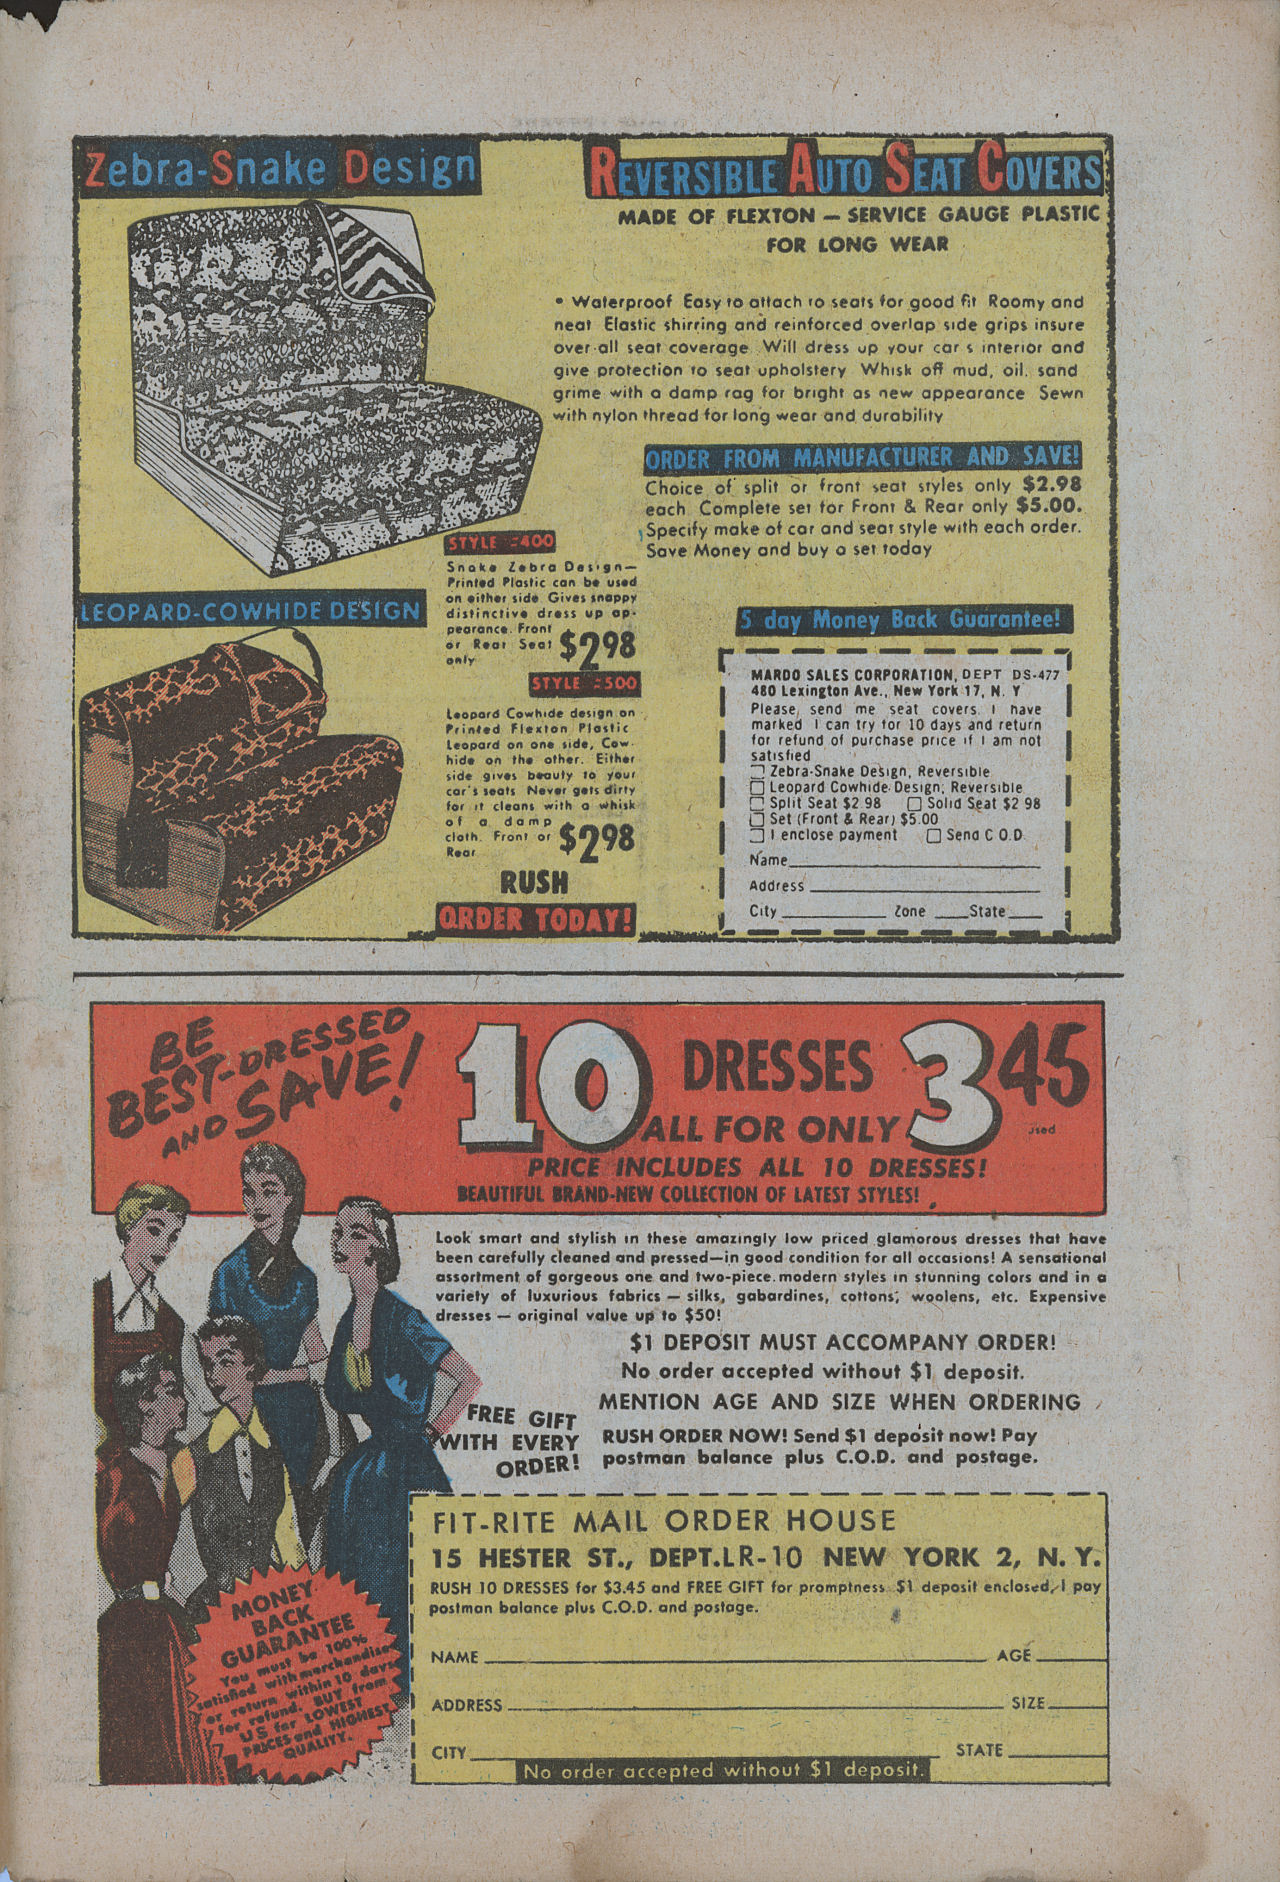 Zebra-Snake Design
REVERSIBLE AUTO SEAT COVERS
MADE OF FLEXTON — SERVICE GAUGE PLASTIC
FOR LONG WEAR
• Waterproof Easy to attach to seats for good fit Roomy and
neat Elastic shirring and reinforced overlap side grips insure
over-all seat coverage Will dress up your car s interior and
give protection to seat upholstery Whisk off mud, oil, sand
grime with a damp rag for bright as new appearance Sewn
with nylon thread for long wear and durability
ORDER FROM MANUFACTURER AND SAVE!
Choice of split or front seat styles only $2.98
each Complete set for Front & Rear only $5.00.
Specify make of car and seat style with each order.
Save Money and buy a set today
STYLE =400
Snake Zebra Design—
Printed Plastic can be used
on either side Gives snappy
distinctive dress up ap-
pearance. Front
or Rear Seat
only $2.98
LEOPARD-COWHIDE DESIGN
STYLE =500
Leopard Cowhide design on
Printed Flexton Plastic
Leopard on one side, Cow-
hide on the other. Either
side gives beauty to your
car's seats Never gets dirty
for it cleans with a whisk
of a damp
cloth. Front or
Rear $2.98
RUSH
ORDER TODAY!
5 day Money Back Guarantee!
MARDO SALES CORPORATION, DEPT DS-477
480 Lexington Ave., New York 17, N. Y
Please send me seat covers I have
marked I can try for 10 days and return
for refund of purchase price if I am not
satisfied
☐ Zebra-Snake Design, Reversible
☐ Leopard Cowhide Design, Reversible
☐ Split Seat $2 98 ☐ Solid Seat $2 98
☐ Set (Front & Rear) $5.00
☐ I enclose payment ☐ Send C O.D.
Name
Address
City Zone State
BE
BEST-DRESSED
AND SAVE!
10 DRESSES 3.45
ALL FOR ONLY
used
PRICE INCLUDES ALL 10 DRESSES!
BEAUTIFUL BRAND-NEW COLLECTION OF LATEST STYLES!
Look smart and stylish in these amazingly low priced glamorous dresses that have
been carefully cleaned and pressed—in good condition for all occasions! A sensational
assortment of gorgeous one and two-piece modern styles in stunning colors and in a
variety of luxurious fabrics — silks, gabardines, cottons, woolens, etc. Expensive
dresses — original value up to $50!
$1 DEPOSIT MUST ACCOMPANY ORDER!
No order accepted without $1 deposit.
MENTION AGE AND SIZE WHEN ORDERING
RUSH ORDER NOW! Send $1 deposit now! Pay
postman balance plus C.O.D. and postage.
FREE GIFT
WITH EVERY
ORDER!
FIT-RITE MAIL ORDER HOUSE
15 HESTER ST., DEPT.LR-10 NEW YORK 2, N. Y.
RUSH 10 DRESSES for $3.45 and FREE GIFT for promptness $1 deposit enclosed, I pay
postman balance plus C.O.D. and postage.
NAME AGE
ADDRESS SIZE
CITY STATE
No order accepted without $1 deposit.
MONEY
BACK
GUARANTEE
You must be 100%
satisfied with merchandise
or return within 10 days
for refund. BUY from
US for LOWEST
PRICES and HIGHEST
QUALITY.